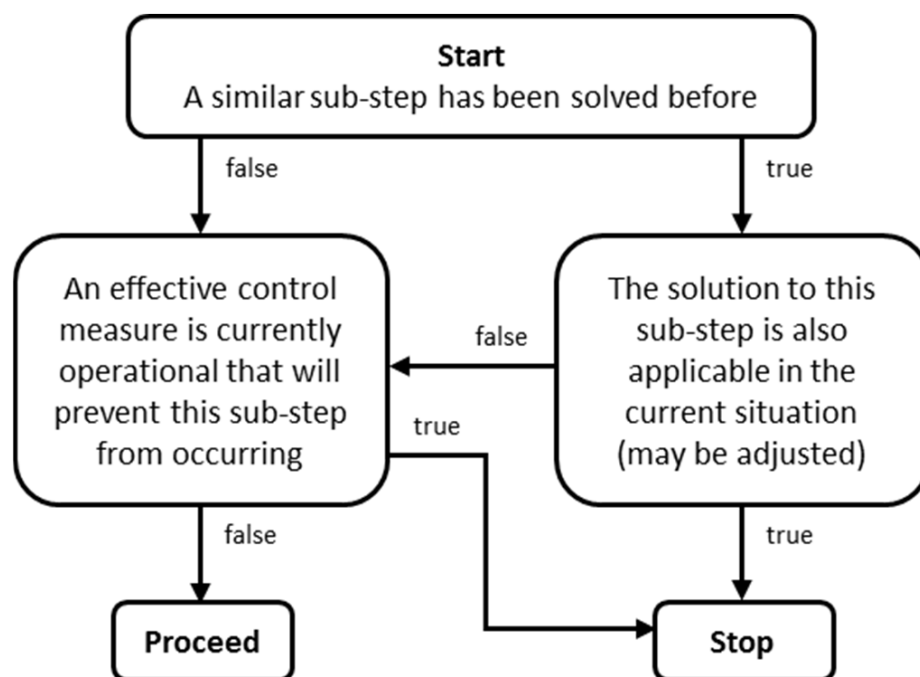 Start
A similar sub-step has been solved before
false
true
An effective control
measure is currently
operational that will
prevent this sub-step
from occurring
false
The solution to this
sub-step is also
applicable in the
current situation
(may be adjusted)
true
false
true
Proceed
Stop